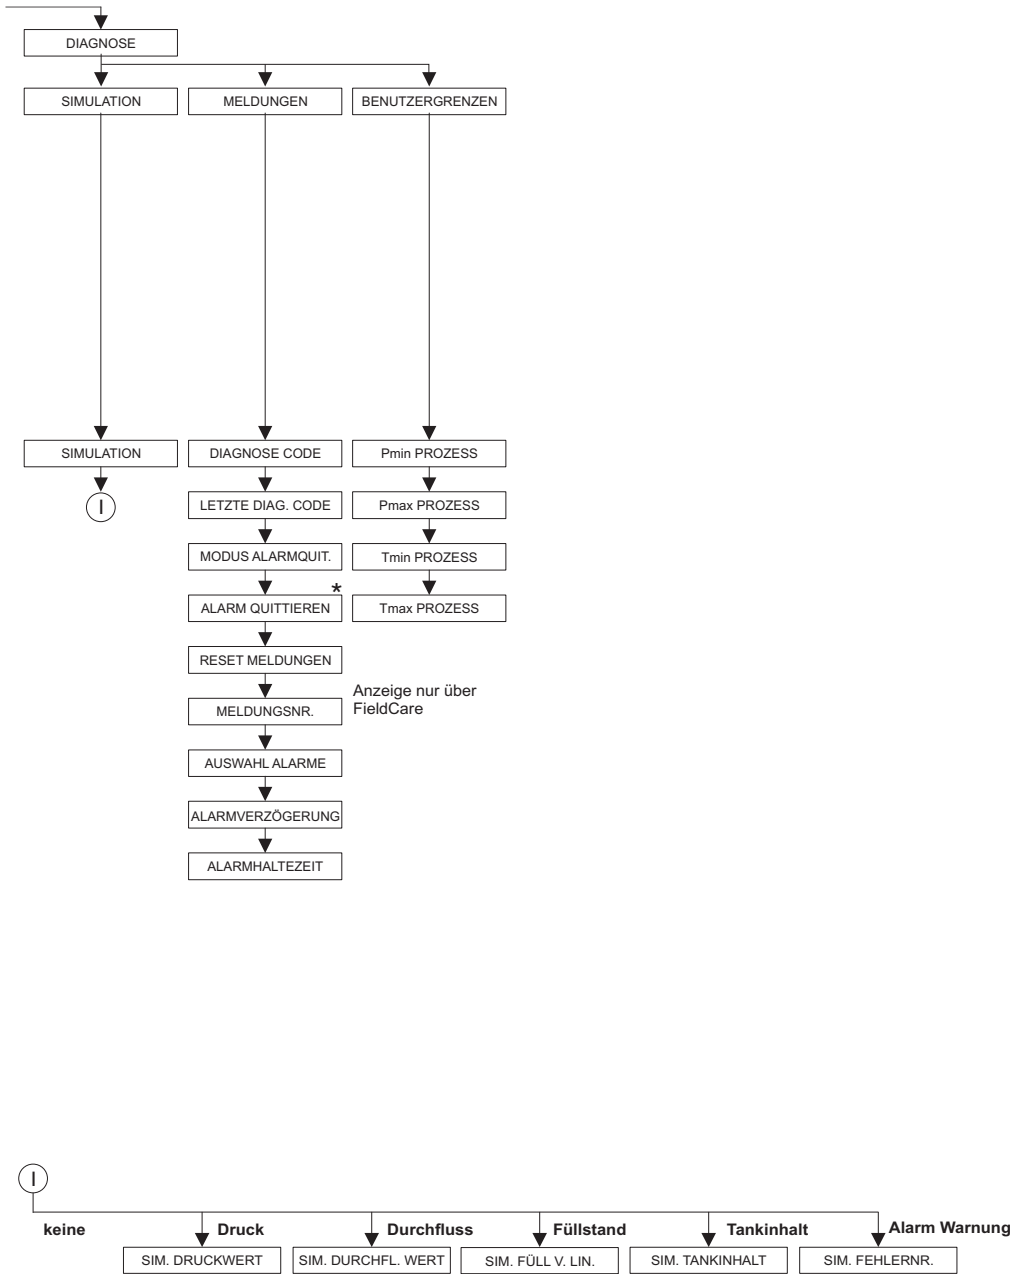 DIAGNOSE
SIMULATION
MELDUNGEN
BENUTZERGRENZEN
SIMULATION
DIAGNOSE CODE
Pmin PROZESS
I
LETZTE DIAG. CODE
Pmax PROZESS
MODUS ALARMQUIT.
Tmin PROZESS
*
ALARM QUITTIEREN
Tmax PROZESS
RESET MELDUNGEN
MELDUNGSNR.
Anzeige nur über
FieldCare
AUSWAHL ALARME
ALARMVERZÖGERUNG
ALARMHALTEZEIT
I
keine
Druck
Durchfluss
Füllstand
Tankinhalt
Alarm Warnung
SIM. DRUCKWERT
SIM. DURCHFL. WERT
SIM. FÜLL V. LIN.
SIM. TANKINHALT
SIM. FEHLERNR.